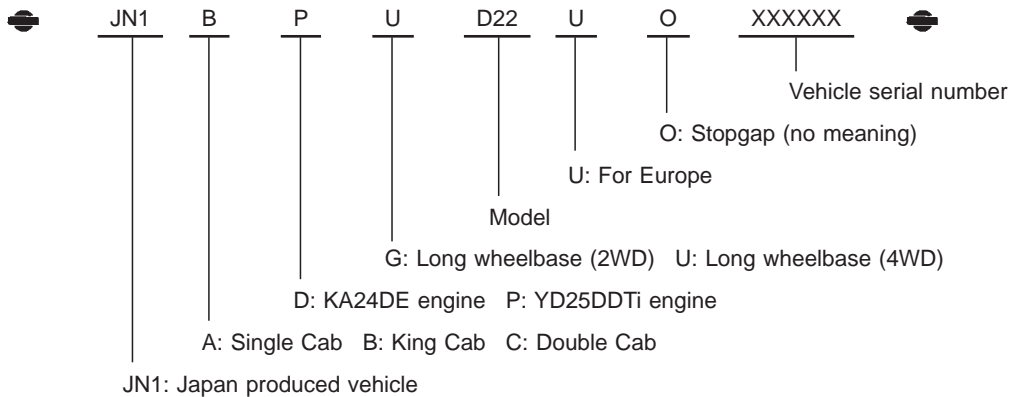 JN1 B P U D22 U O XXXXXX
Vehicle serial number
O: Stopgap (no meaning)
U: For Europe
Model
G: Long wheelbase (2WD) U: Long wheelbase (4WD)
D: KA24DE engine P: YD25DDTi engine
A: Single Cab B: King Cab C: Double Cab
JN1: Japan produced vehicle